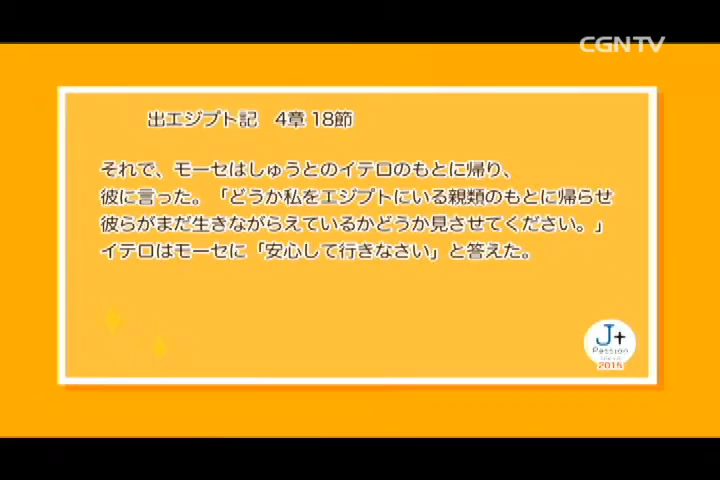 CGNTV
出エジプト記 4章 18節
それで、モーセはしゅうとのイテロのもとに帰り、
彼に言った。「どうか私をエジプトにいる親類のもとに帰らせ
彼らがまだ生きながらえているかどうか見させてください。」
イテロはモーセに「安心して行きなさい」と答えた。
J+
Passion
2015